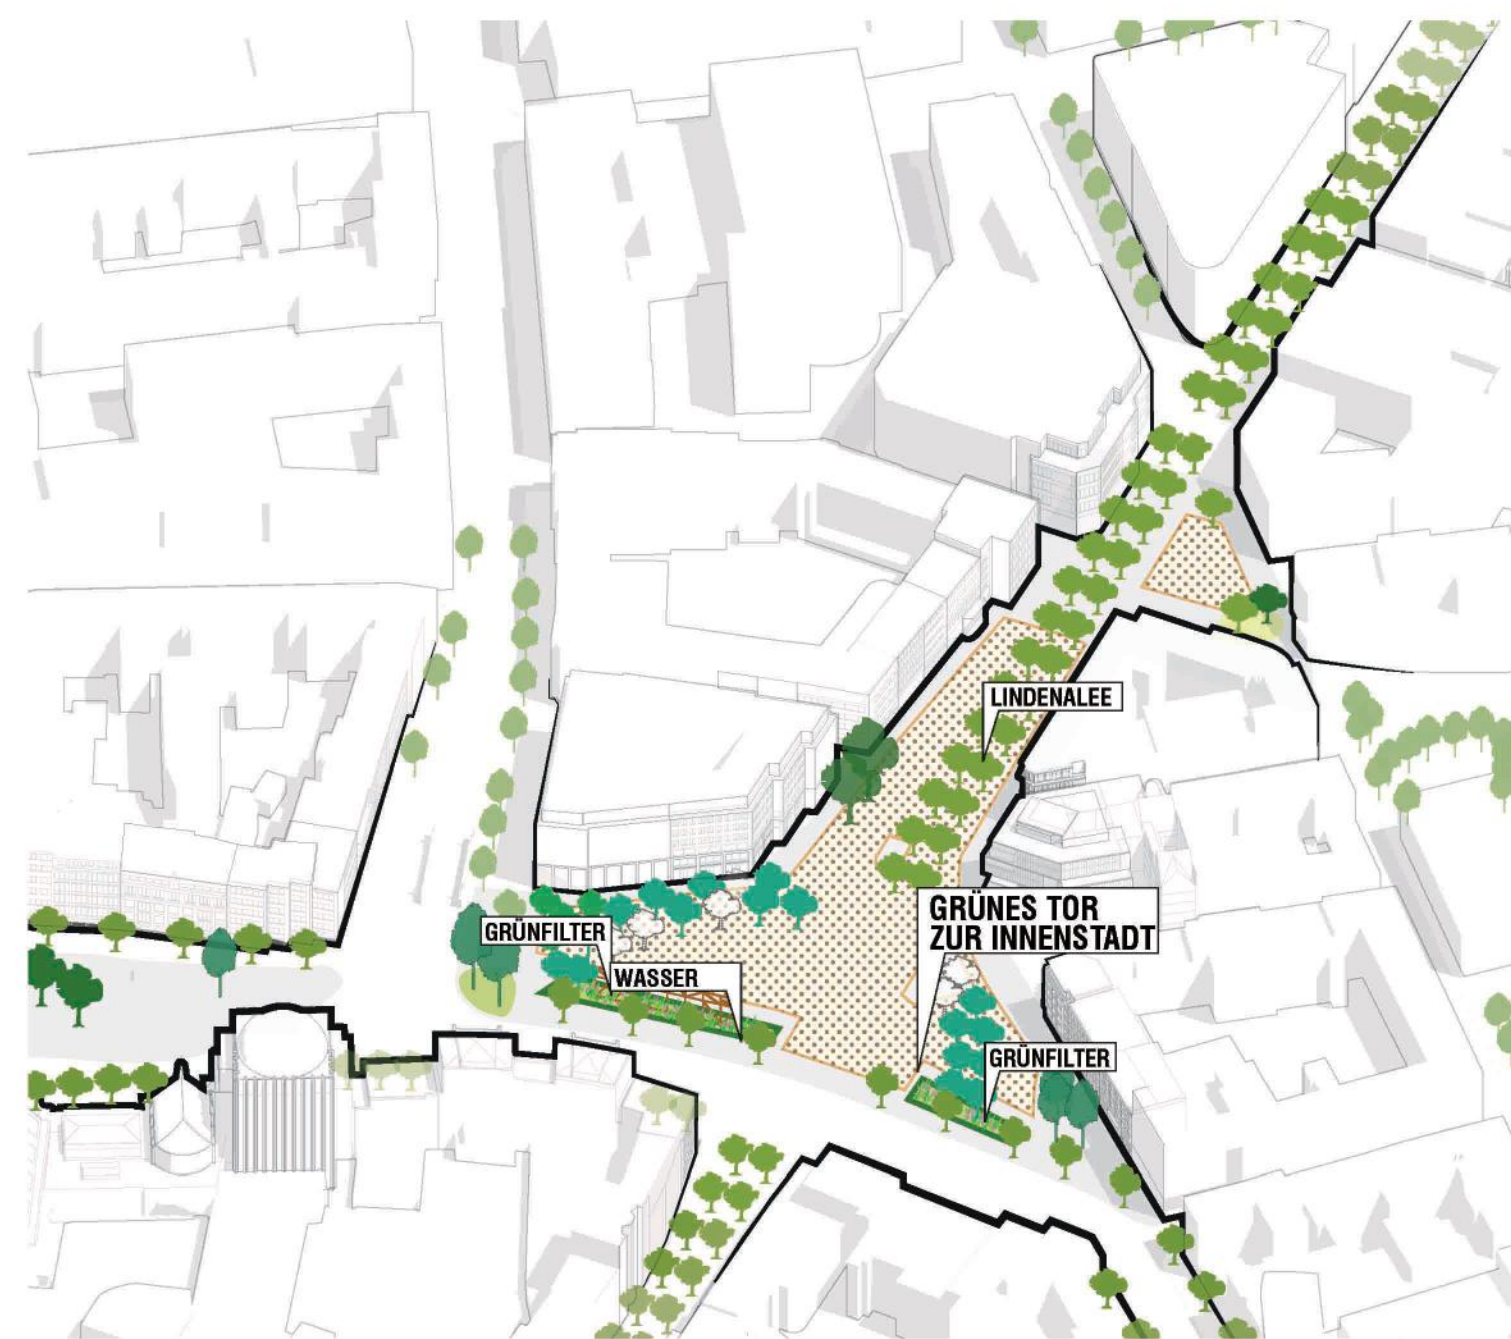 LINDENALEE
GRÜNES TOR
ZUR INNENSTADT
GRÜNFILTER
WASSER
GRÜNFILTER